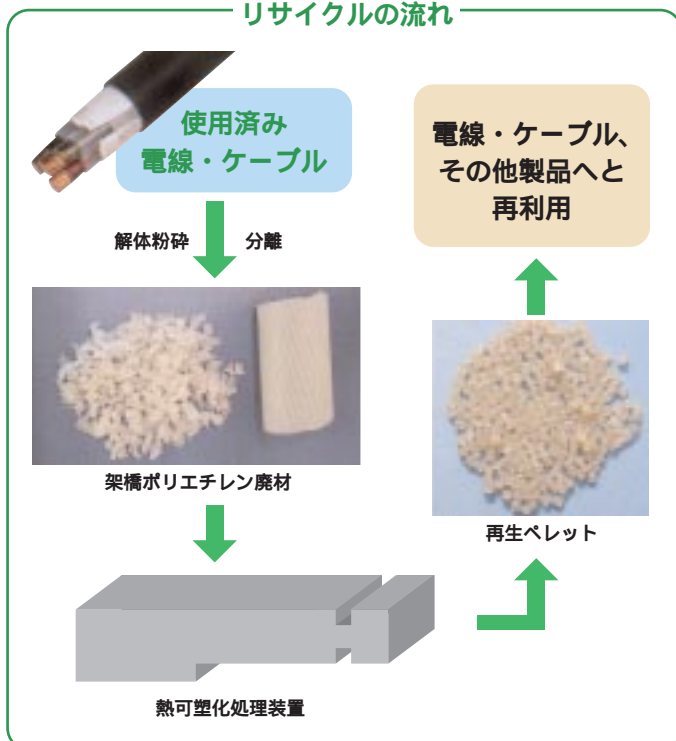 リサイクルの流れ
使用済み
電線・ケーブル
解体粉砕 分離
架橋ポリエチレン廃材
熱可塑化処理装置
再生ペレット
電線・ケーブル、
その他製品へと
再利用